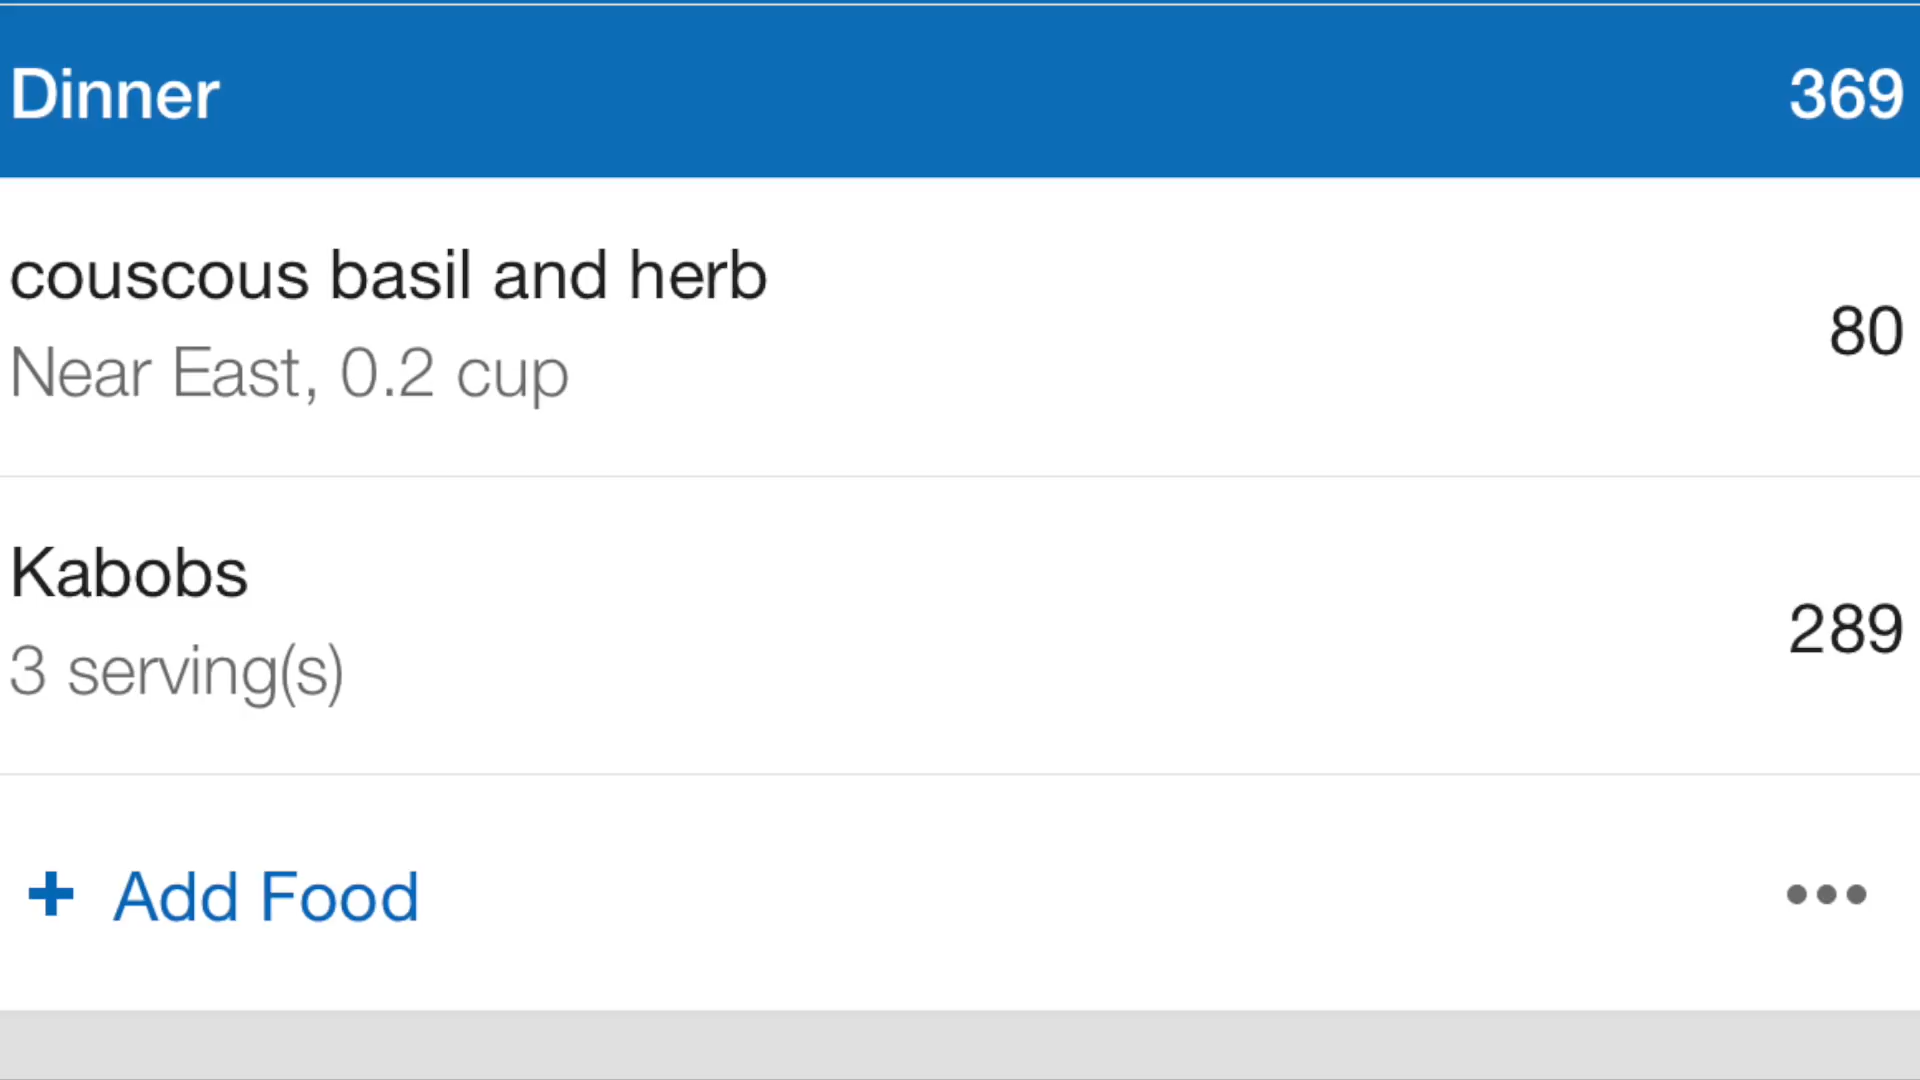 Dinner 369
couscous basil and herb
Near East, 0.2 cup
80
Kabobs
3 serving(s)
289
+ Add Food